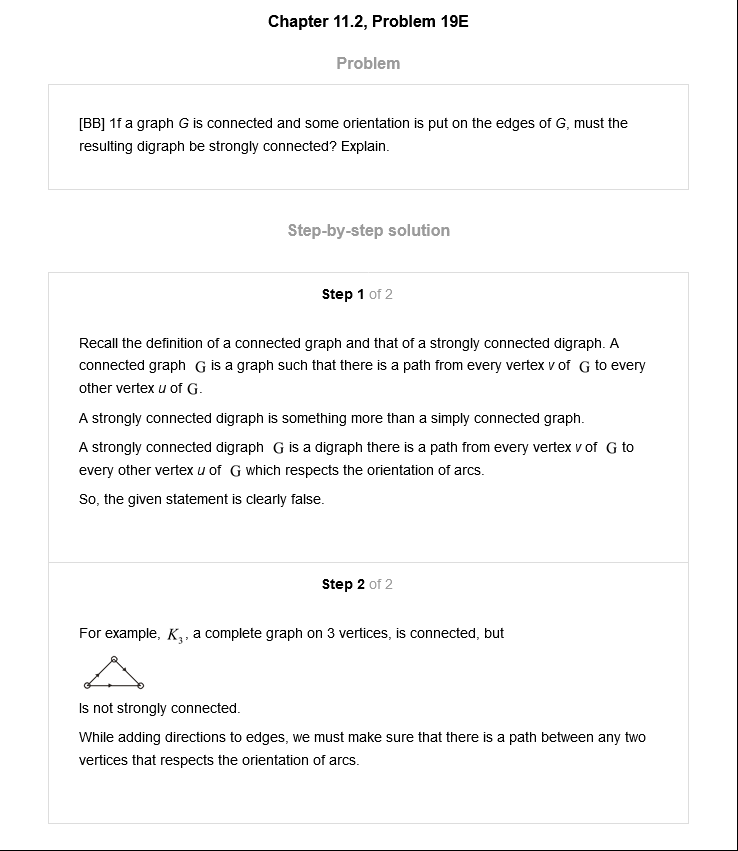 Chapter 11.2, Problem 19E
Problem
[BB] 1f a graph G is connected and some orientation is put on the edges of G, must the
resulting digraph be strongly connected? Explain.
Step-by-step solution
Step 1 of 2
Recall the definition of a connected graph and that of a strongly connected digraph. A
connected graph G is a graph such that there is a path from every vertex v of G to every
other vertex u of G.
A strongly connected digraph is something more than a simply connected graph.
A strongly connected digraph G is a digraph there is a path from every vertex v of G to
every other vertex u of G which respects the orientation of arcs.
So, the given statement is clearly false.
Step 2 of 2
For example, K₃, a complete graph on 3 vertices, is connected, but
Is not strongly connected.
While adding directions to edges, we must make sure that there is a path between any two
vertices that respects the orientation of arcs.